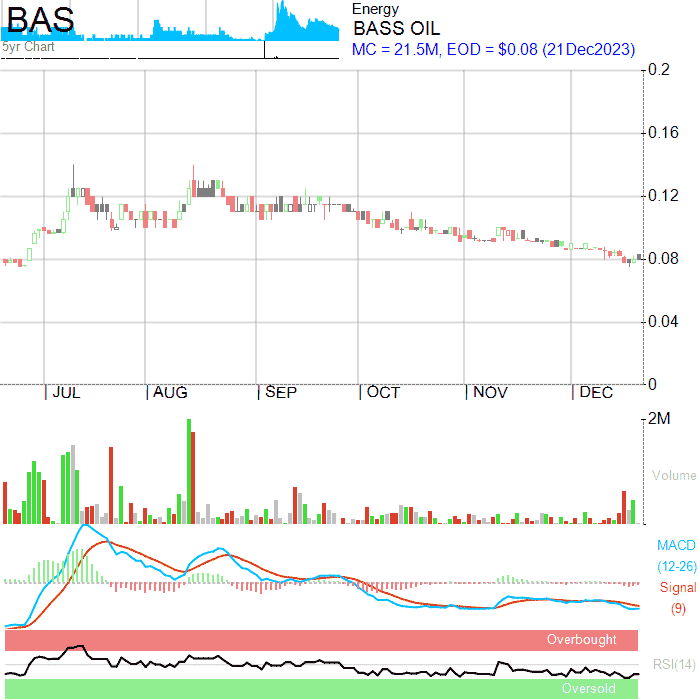 BAS
5yr Chart
Energy
BASS OIL
MC = 21.5M, EOD = $0.08 (21Dec2023)
0.2
0.16
0.12
0.08
0.04
0
JUL AUG SEP OCT NOV DEC
2M
Volume
MACD
(12-26)
Signal
(9)
Overbought
RSI(14)
Oversold